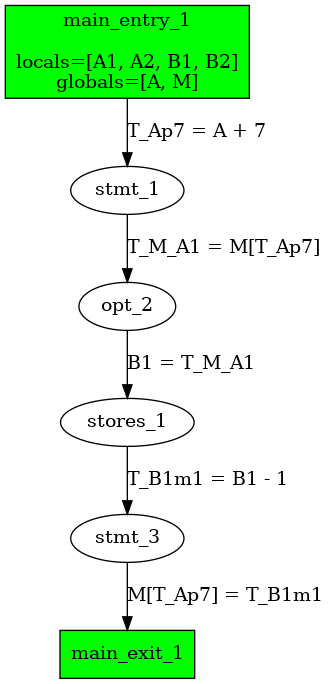 main_entry_1
locals=[A1, A2, B1, B2]
globals=[A, M]
T_Ap7 = A + 7
stmt_1
T_M_A1 = M[T_Ap7]
opt_2
B1 = T_M_A1
stores_1
T_B1m1 = B1 - 1
stmt_3
M[T_Ap7] = T_B1m1
main_exit_1